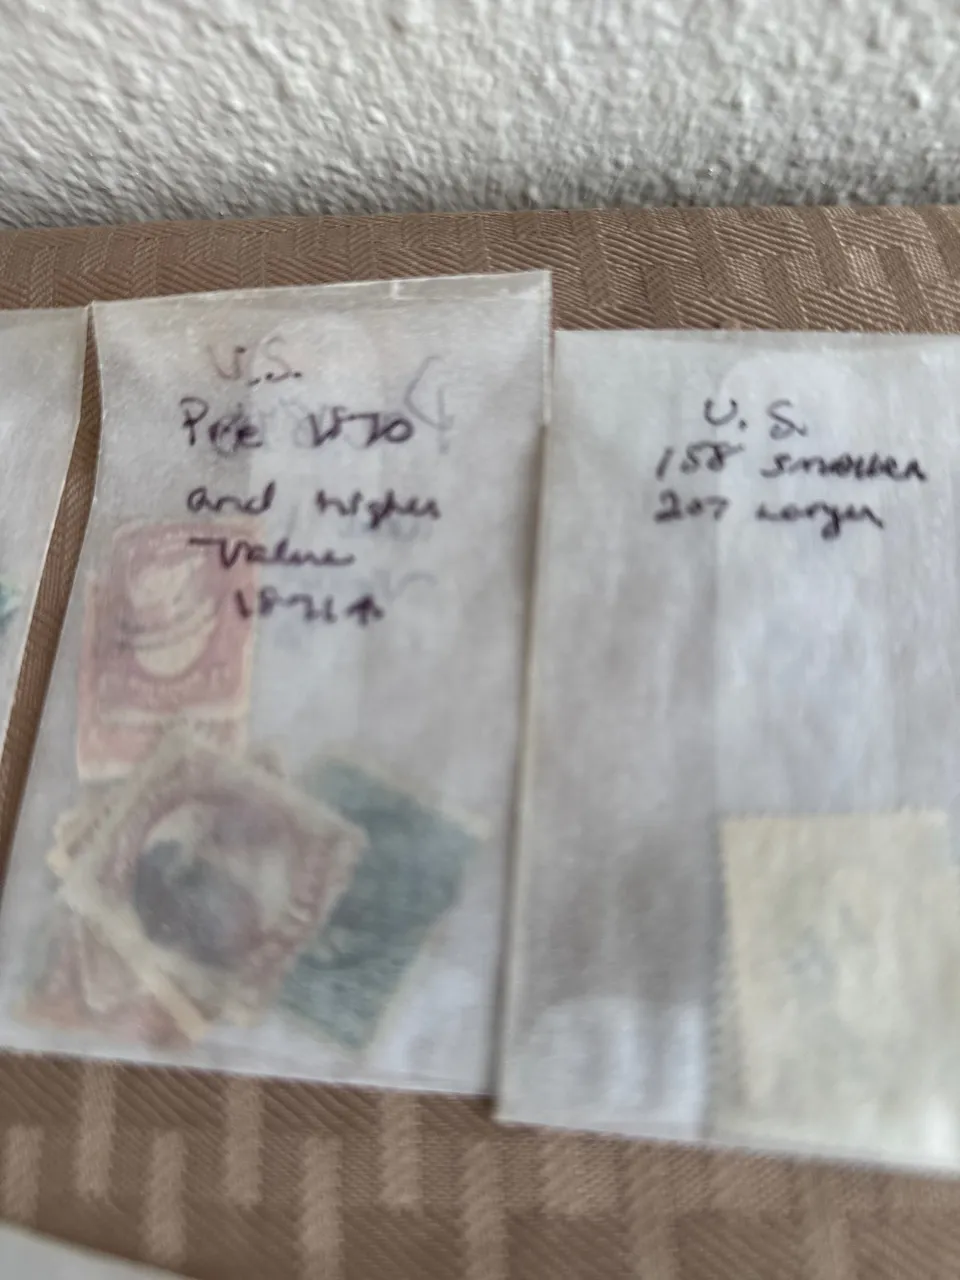 U.S.
Pre 1870
and higher
Value
U.S.
158 smaller
207 larger